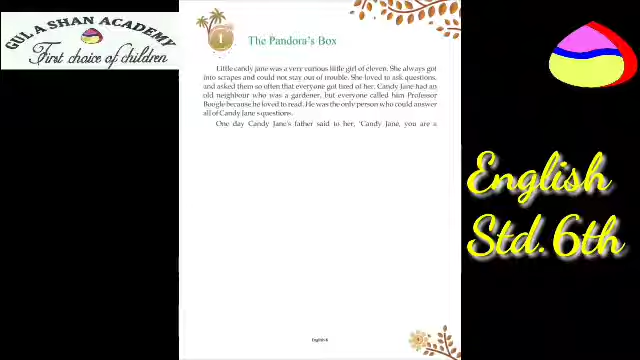 GUL A SHAN ACADEMY
First choice of children
1
The Pandora's Box
Little candy jane was a very curious little girl of eleven. She always got
into scrapes and could not stay out of trouble. She loved to ask questions,
and asked them so often that everyone got tired of her. Candy Jane had an
old neighbour who was a gardener, but everyone called him Professor
Boogle because he loved to read. He was the only person who could answer
all of Candy Jane's questions.
One day Candy Jane's father said to her, 'Candy Jane, you are a
English
Std. 6th
English-6